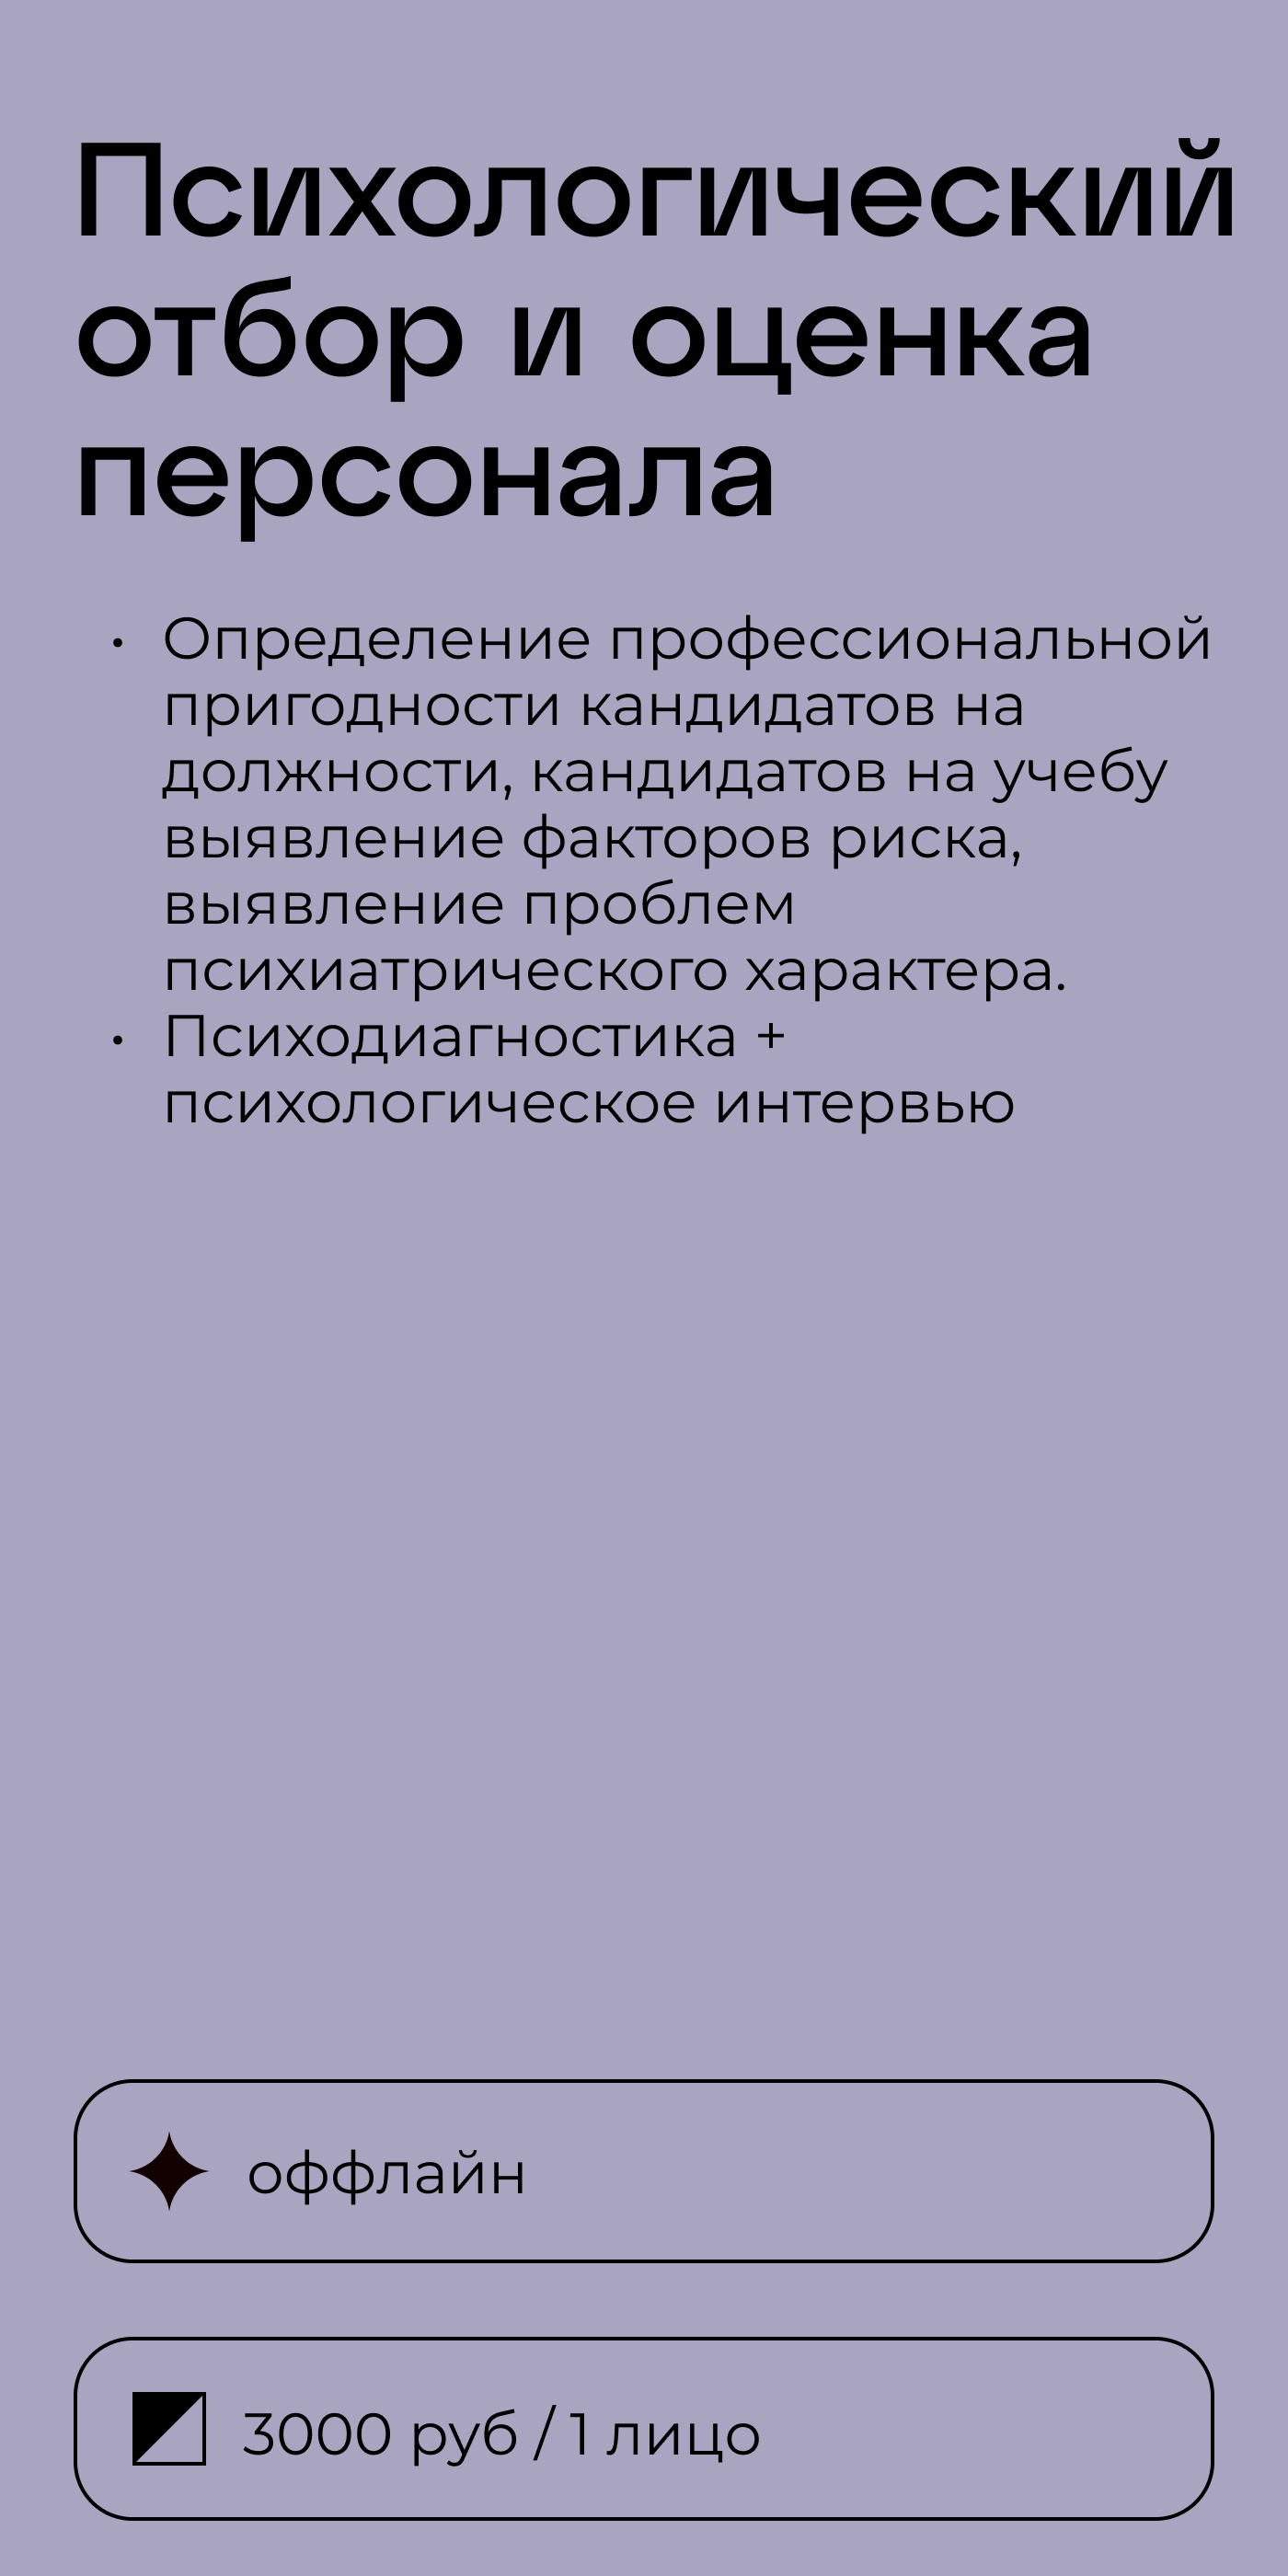 Психологический
отбор и оценка
персонала
• Определение профессиональной
пригодности кандидатов на
должности, кандидатов на учебу
выявление факторов риска,
выявление проблем
психиатрического характера.
• Психодиагностика +
психологическое интервью
оффлайн
3000 руб / 1 лицо